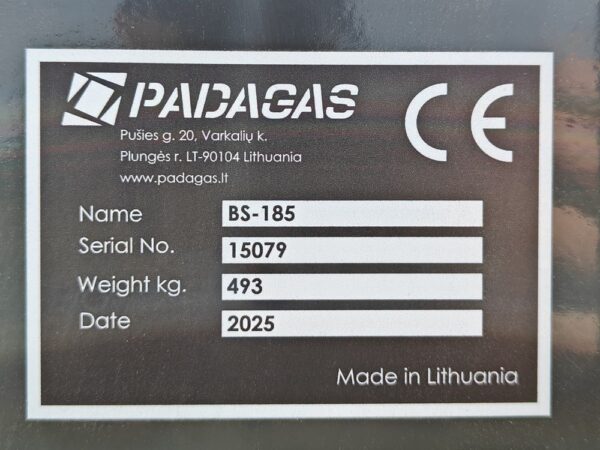 PADAGAS
CE
Pušies g. 20, Varkalių k.
Plungės r. LT-90104 Lithuania
www.padagas.lt
Name BS-185
Serial No. 15079
Weight kg. 493
Date 2025
Made in Lithuania